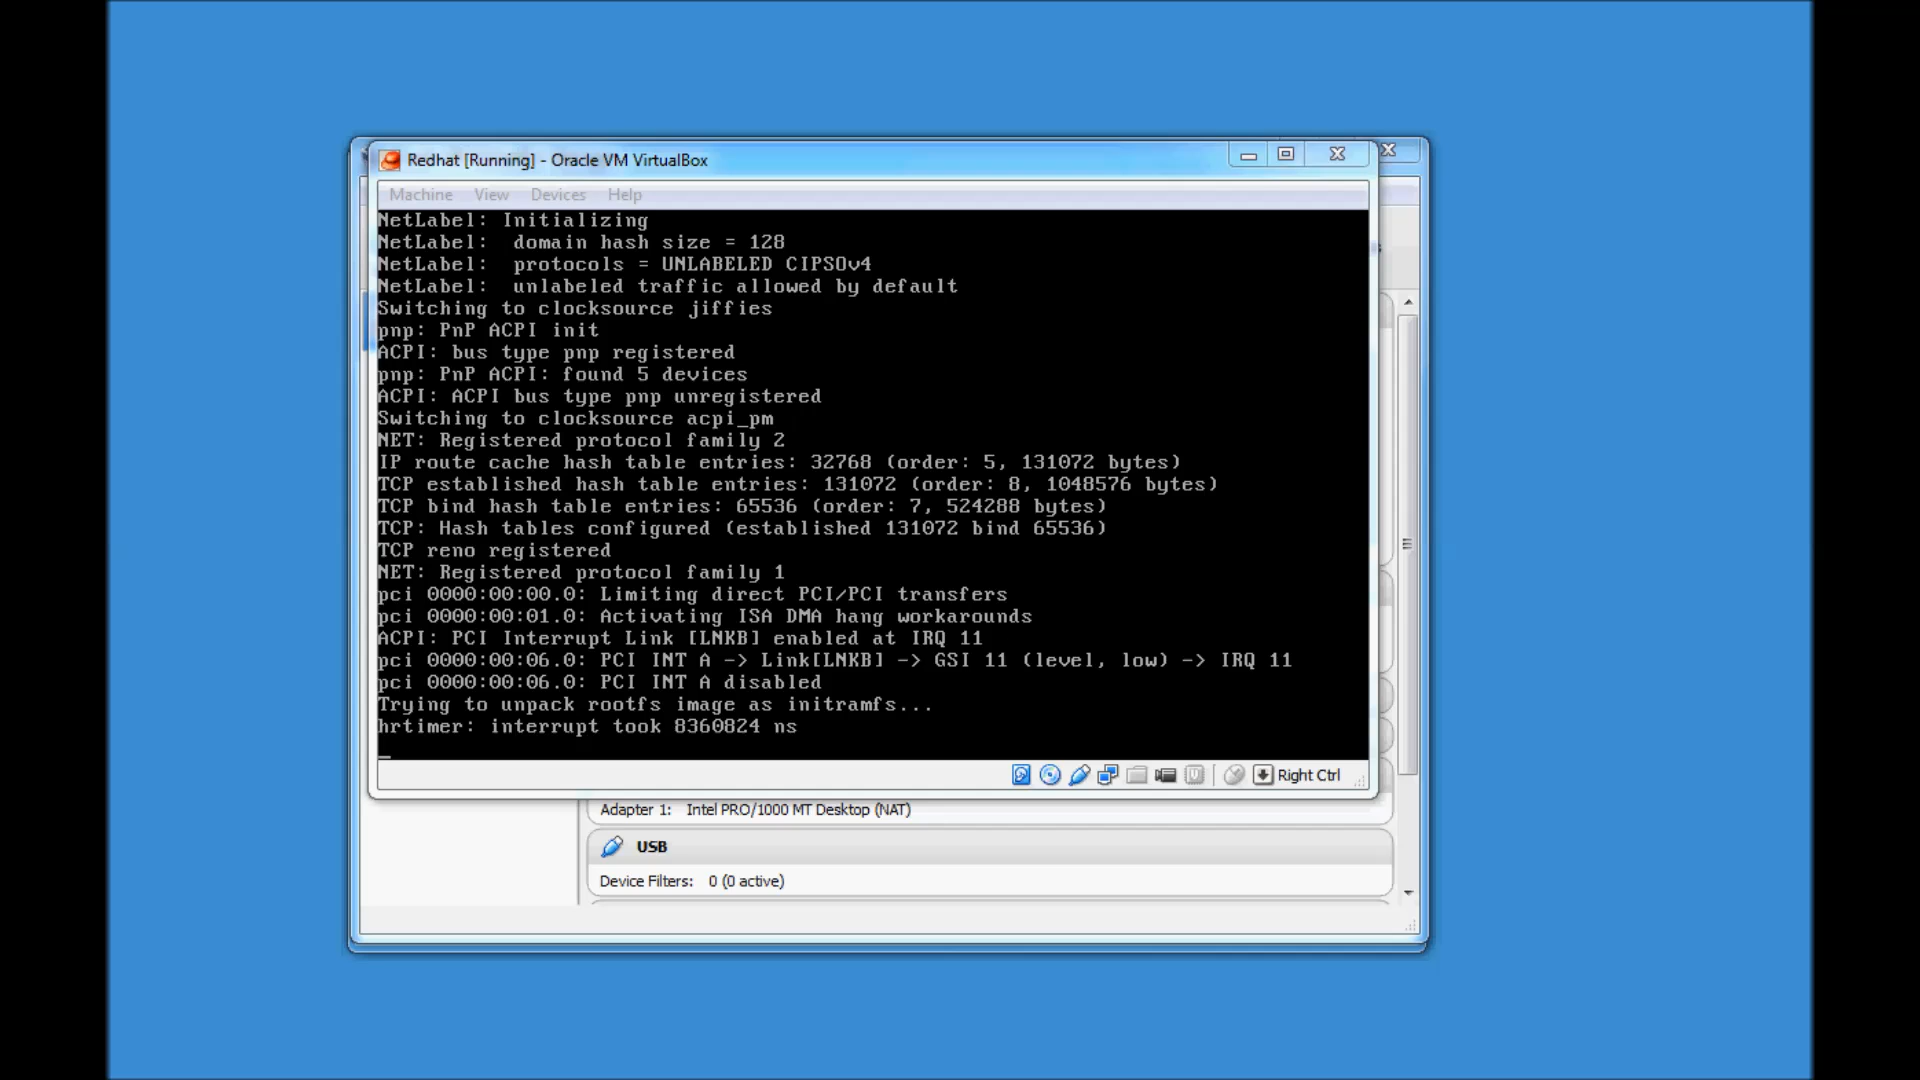 Redhat [Running] - Oracle VM VirtualBox
Machine View Devices Help
NetLabel: Initializing
NetLabel:  domain hash size = 128
NetLabel:  protocols = UNLABELED CIPSOv4
NetLabel:  unlabeled traffic allowed by default
Switching to clocksource jiffies
pnp: PnP ACPI init
ACPI: bus type pnp registered
pnp: PnP ACPI: found 5 devices
ACPI: ACPI bus type pnp unregistered
Switching to clocksource acpi_pm
NET: Registered protocol family 2
IP route cache hash table entries: 32768 (order: 5, 131072 bytes)
TCP established hash table entries: 131072 (order: 8, 1048576 bytes)
TCP bind hash table entries: 65536 (order: 7, 524288 bytes)
TCP: Hash tables configured (established 131072 bind 65536)
TCP reno registered
NET: Registered protocol family 1
pci 0000:00:00.0: Limiting direct PCI/PCI transfers
pci 0000:00:01.0: Activating ISA DMA hang workarounds
ACPI: PCI Interrupt Link [LNKB] enabled at IRQ 11
pci 0000:00:06.0: PCI INT A -> Link[LNKB] -> GSI 11 (level, low) -> IRQ 11
pci 0000:00:06.0: PCI INT A disabled
Trying to unpack rootfs image as initramfs...
hrtimer: interrupt took 8360824 ns
_
Right Ctrl
Adapter 1: Intel PRO/1000 MT Desktop (NAT)
USB
Device Filters: 0 (0 active)